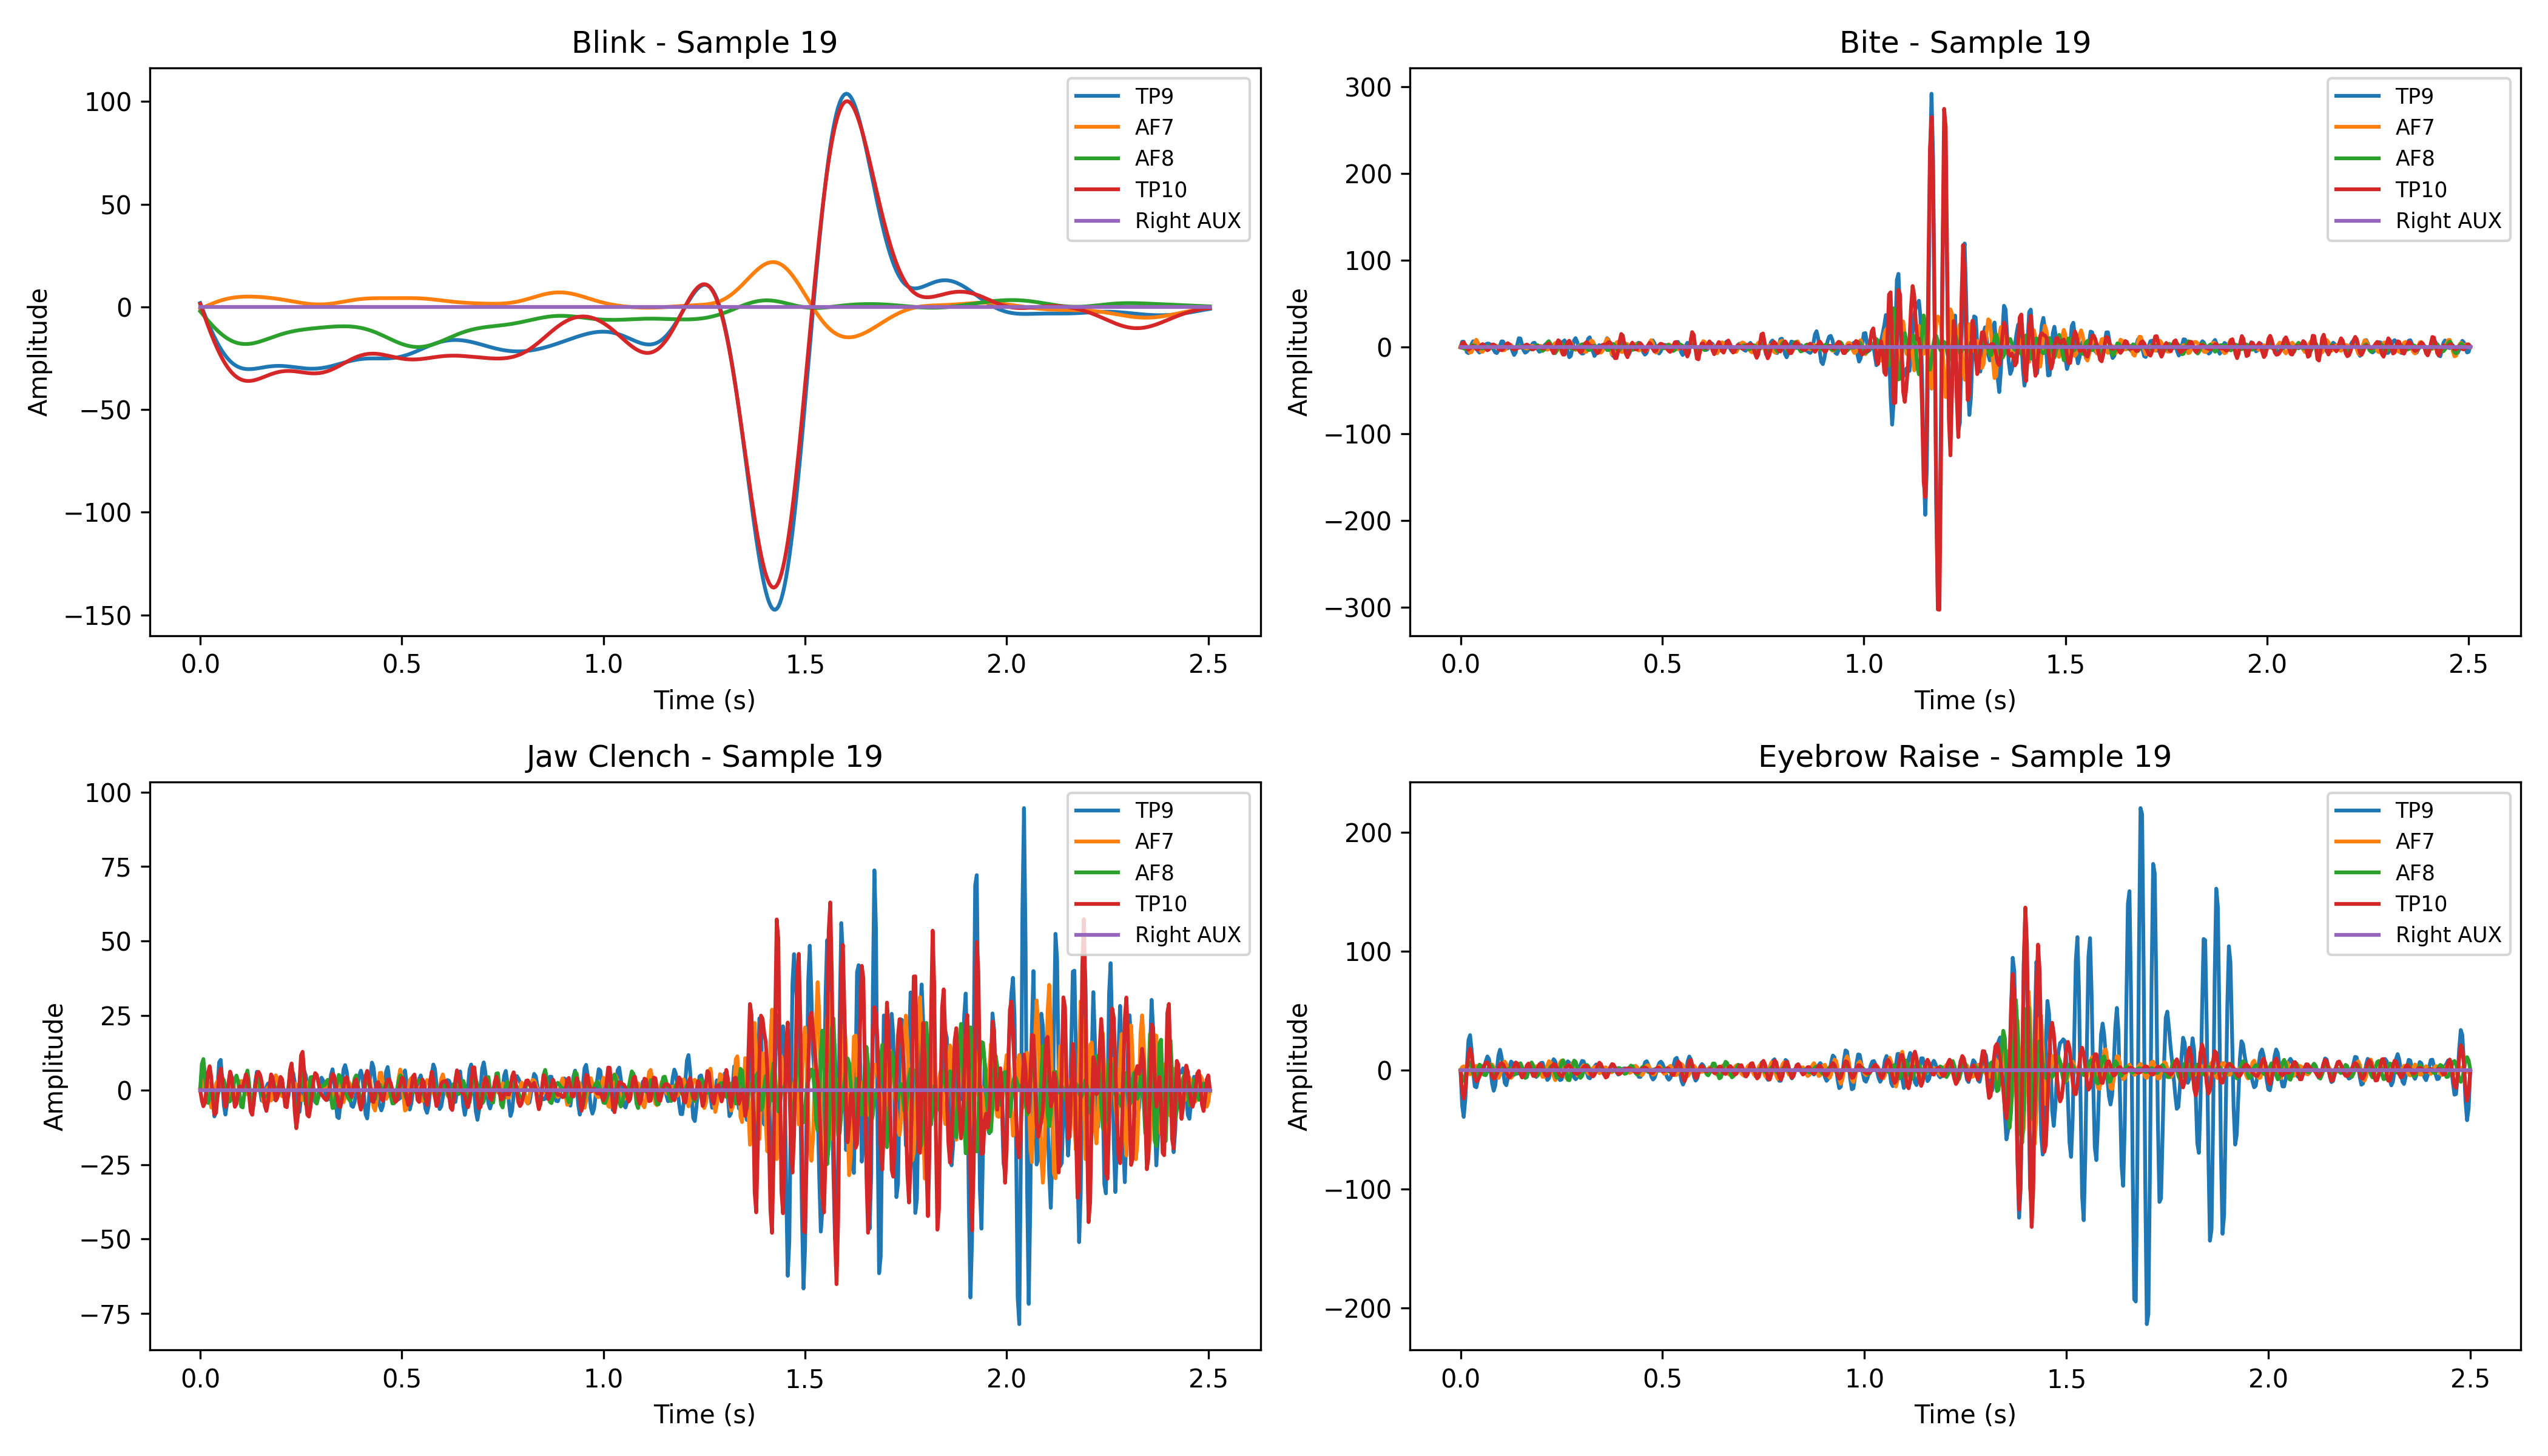 Blink - Sample 19
100
50
0
−50
−100
−150
Amplitude
0.0 0.5 1.0 1.5 2.0 2.5
Time (s)
TP9
AF7
AF8
TP10
Right AUX
Bite - Sample 19
300
200
100
0
−100
−200
−300
Amplitude
0.0 0.5 1.0 1.5 2.0 2.5
Time (s)
TP9
AF7
AF8
TP10
Right AUX
Jaw Clench - Sample 19
100
75
50
25
0
−25
−50
−75
Amplitude
0.0 0.5 1.0 1.5 2.0 2.5
Time (s)
TP9
AF7
AF8
TP10
Right AUX
Eyebrow Raise - Sample 19
200
100
0
−100
−200
Amplitude
0.0 0.5 1.0 1.5 2.0 2.5
Time (s)
TP9
AF7
AF8
TP10
Right AUX